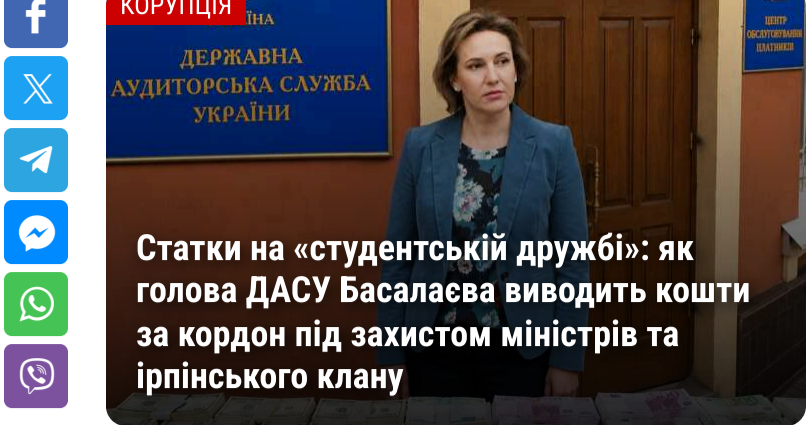 КОРУПЦІЯ
ЇНА
ДЕРЖАВНА
АУДИТОРСЬКА СЛУЖБА
УКРАЇНИ
ЦЕНТР
ОБСЛУГОВУВАННЯ
ПЛАТНИКІВ
Статки на «студентській дружбі»: як
голова ДАСУ Басалаєва виводить кошти
за кордон під захистом міністрів та
ірпінського клану